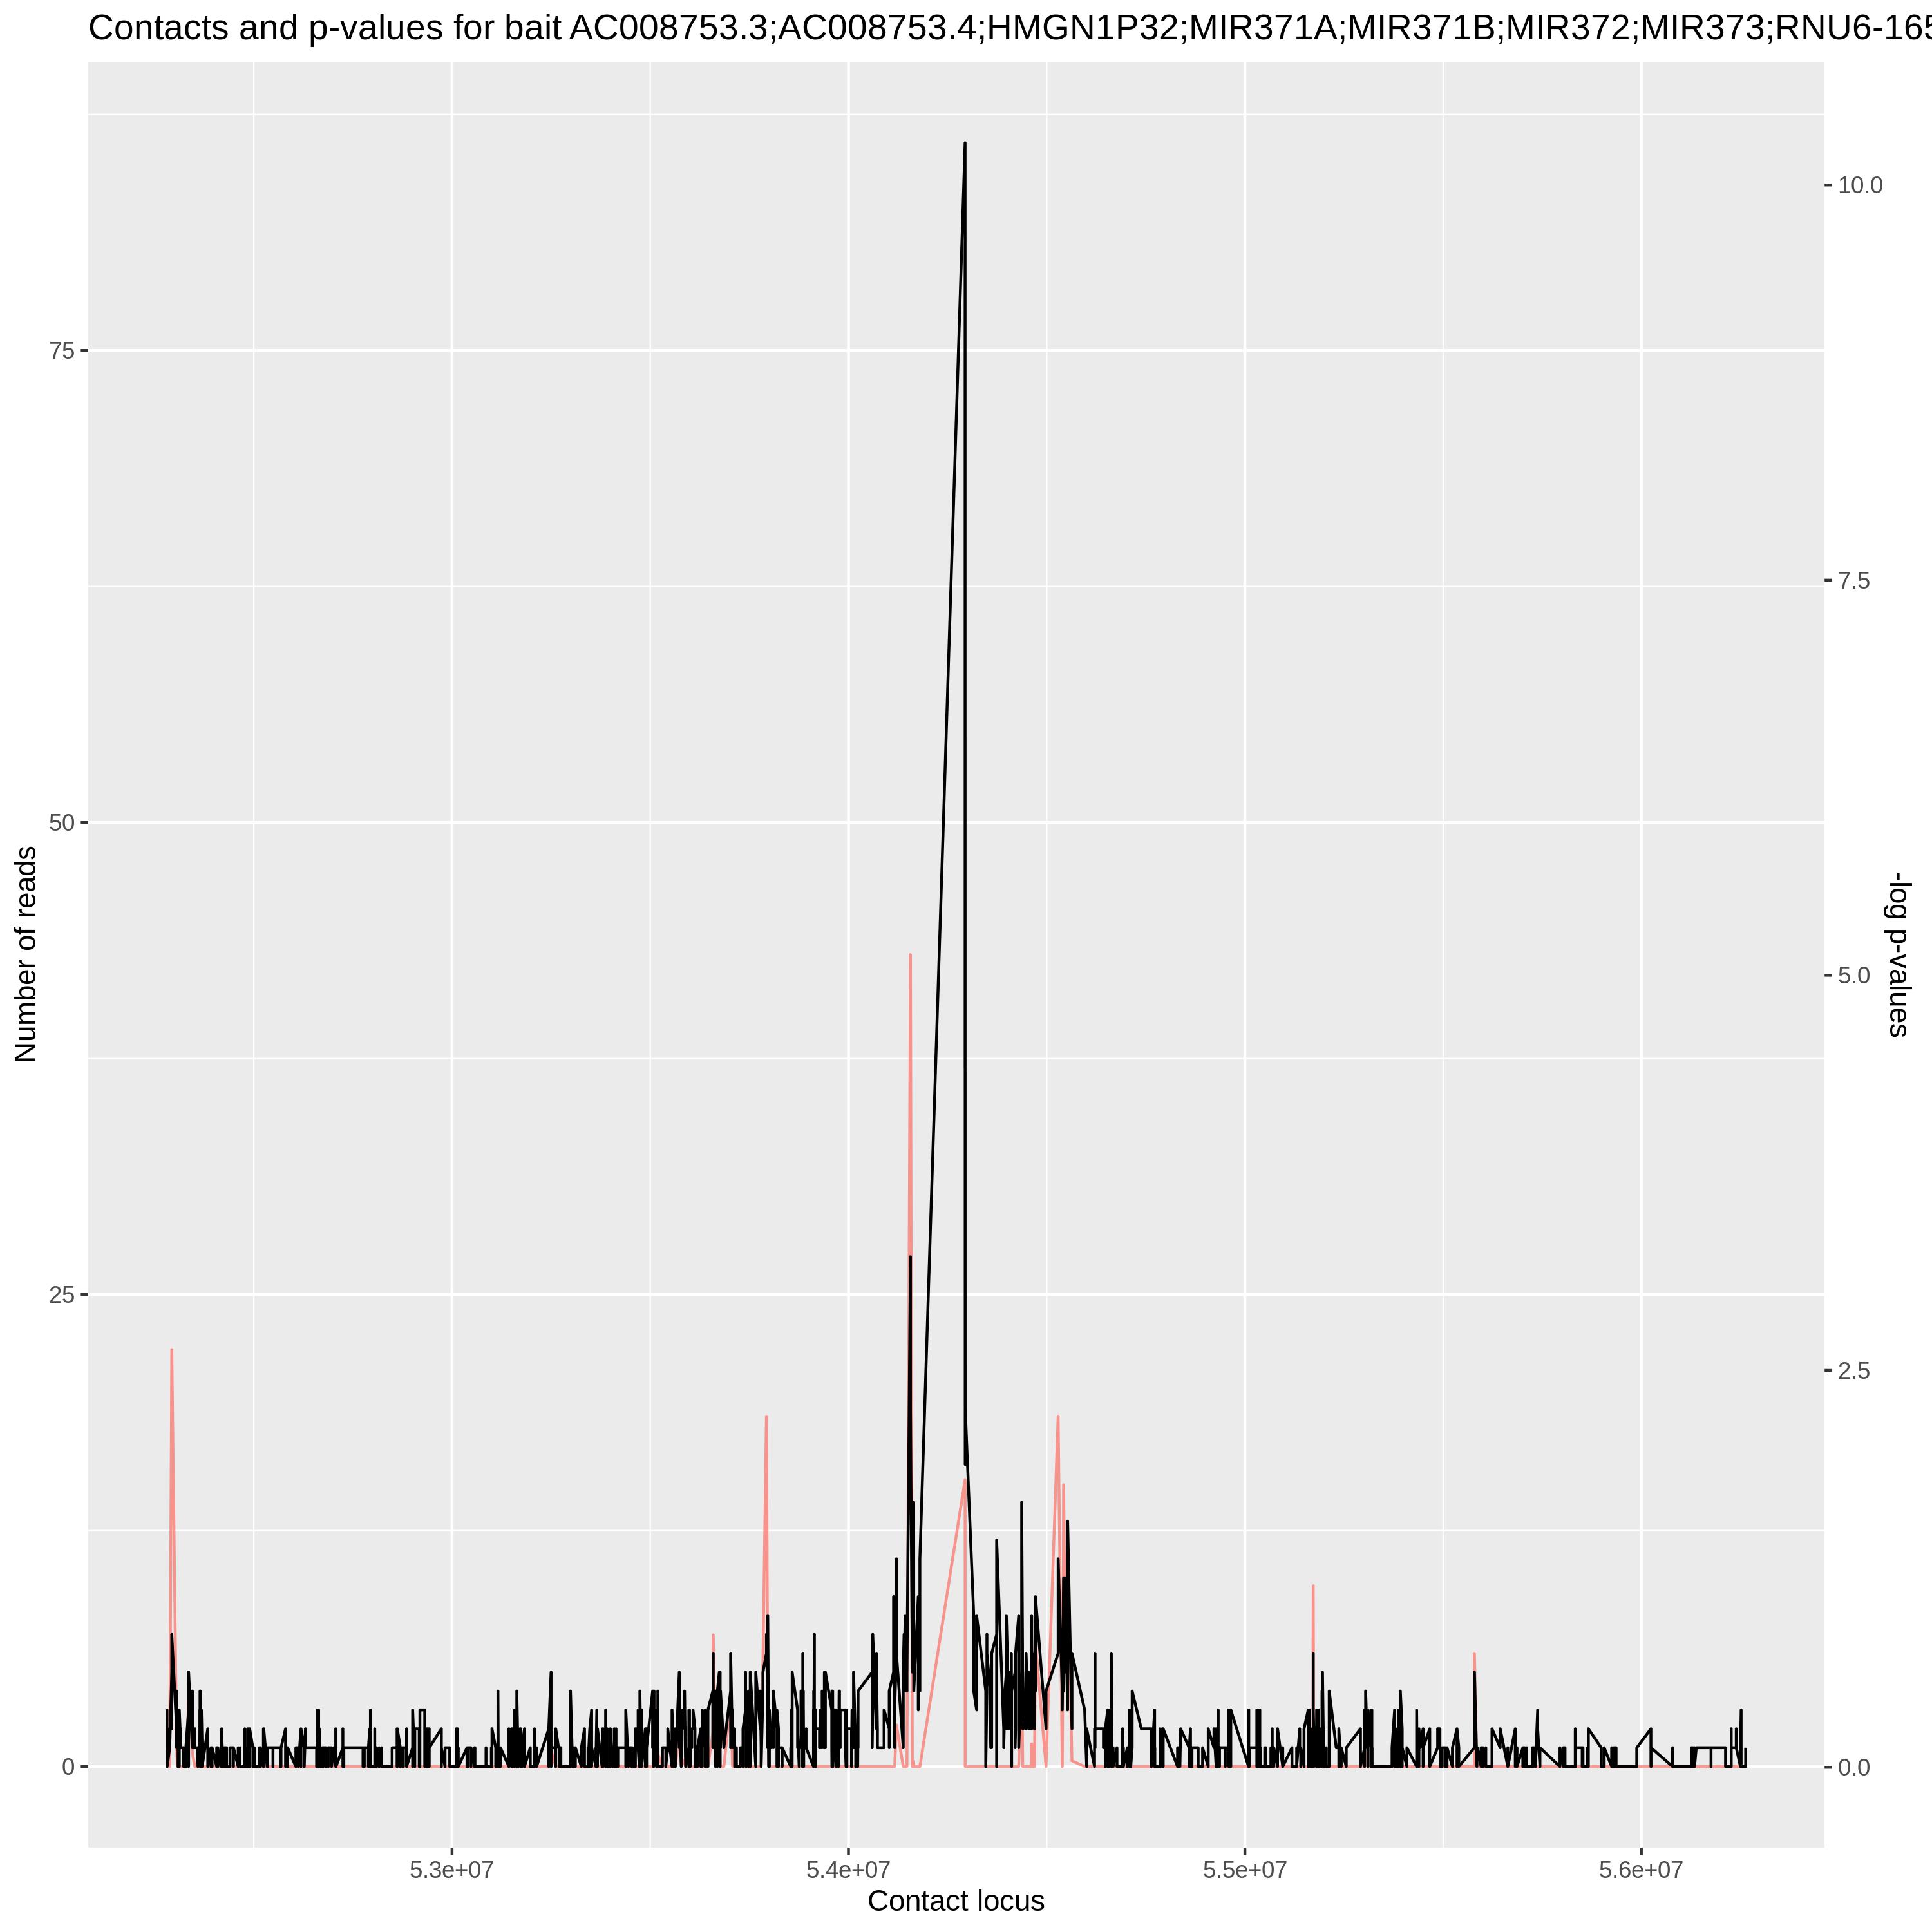 Contacts and p-values for bait AC008753.3;AC008753.4;HMGN1P32;MIR371A;MIR371B;MIR372;MIR373;RNU6-165
75
50
25
0
Number of reads
10.0
7.5
5.0
2.5
0.0
-log p-values
5.3e+07 5.4e+07 5.5e+07 5.6e+07
Contact locus